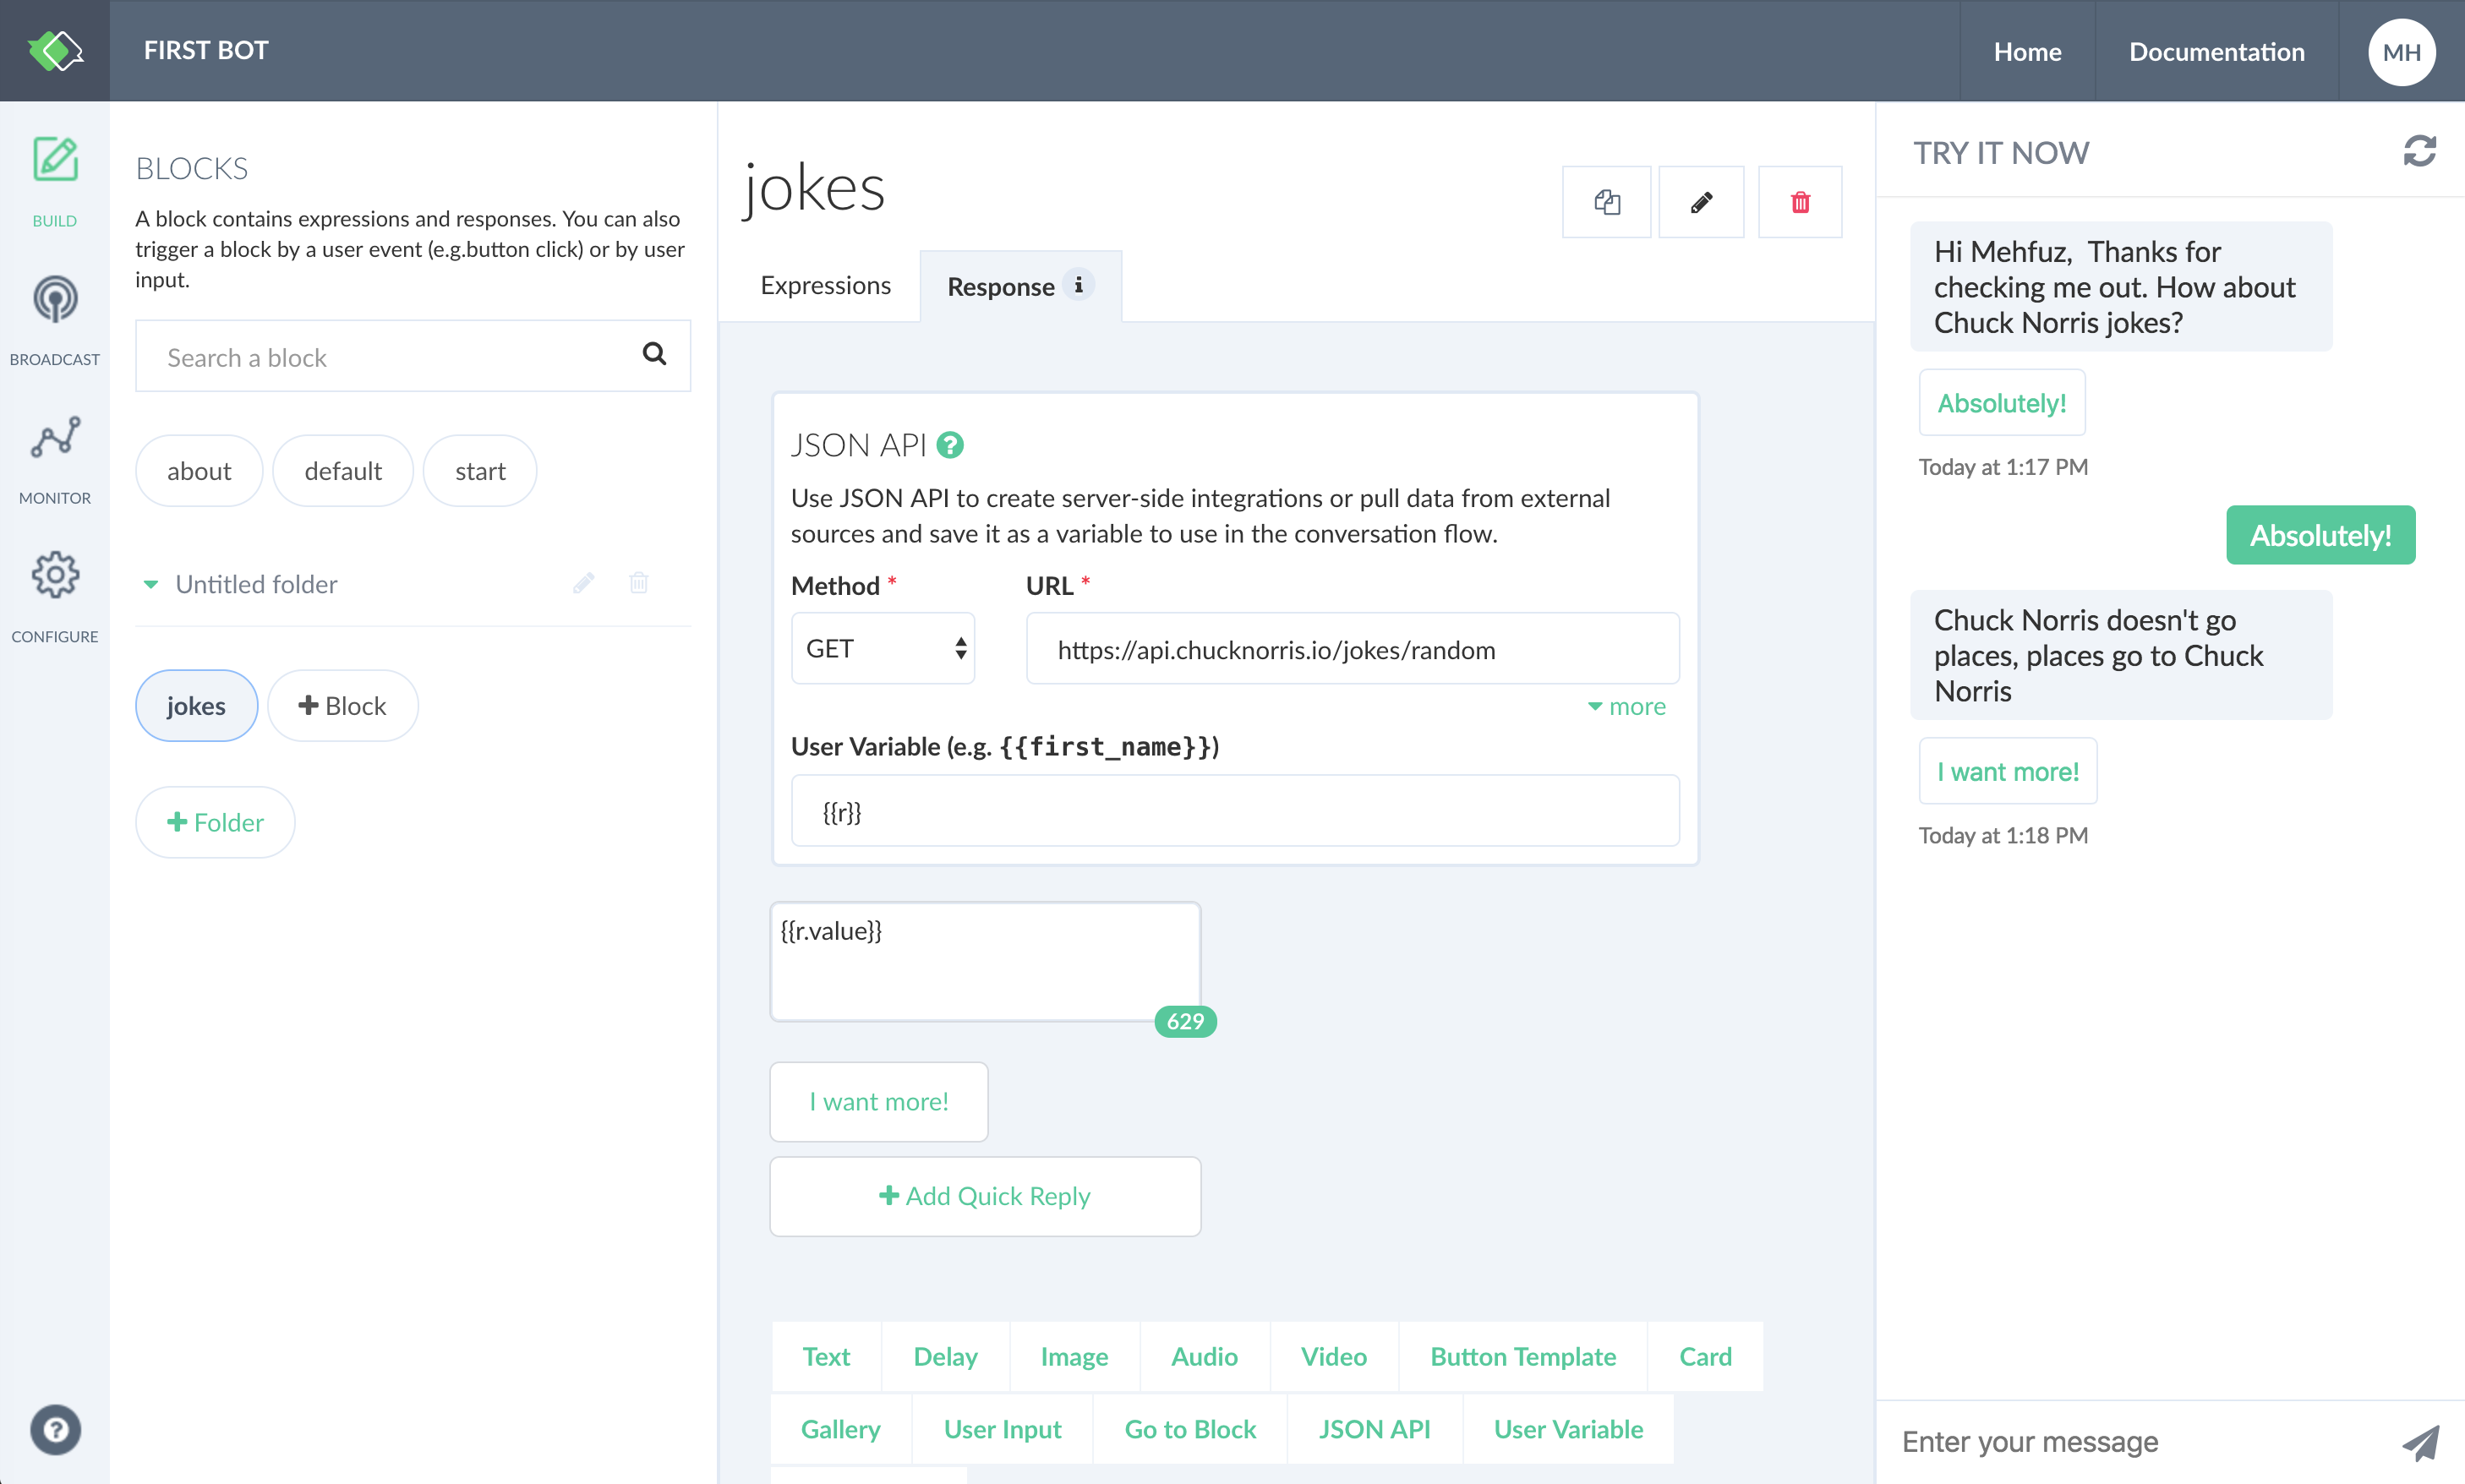 FIRST BOT
Home
Documentation
MH
BUILD
BROADCAST
MONITOR
CONFIGURE
BLOCKS
A block contains expressions and responses. You can also
trigger a block by a user event (e.g.button click) or by user
input.
Search a block
about
default
start
Untitled folder
jokes
Block
Folder
jokes
Expressions
Response i
JSON API ?
Use JSON API to create server-side integrations or pull data from external
sources and save it as a variable to use in the conversation flow.
Method *
URL *
GET
https://api.chucknorris.io/jokes/random
more
User Variable (e.g. {{first_name}})
{{r}}
{{r.value}}
629
I want more!
Add Quick Reply
Text
Delay
Image
Audio
Video
Button Template
Card
Gallery
User Input
Go to Block
JSON API
User Variable
TRY IT NOW
Hi Mehfuz,  Thanks for
checking me out. How about
Chuck Norris jokes?
Absolutely!
Today at 1:17 PM
Absolutely!
Chuck Norris doesn't go
places, places go to Chuck
Norris
I want more!
Today at 1:18 PM
Enter your message
?